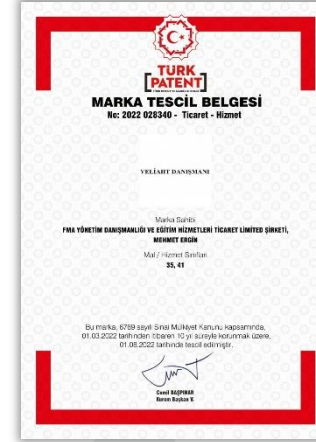 TÜRK
PATENT
MARKA TESCİL BELGESİ
No: 2022 028340 - Ticaret - Hizmet
VELİAHT DANIŞMANI
Marka Sahibi
FMA YÖNETİM DANIŞMANLIĞI VE EĞİTİM HİZMETLERİ TİCARET LİMİTED ŞİRKETİ,
MEHMET ERGİN
Mal / Hizmet Sınıfları
35, 41
Bu marka, 6769 sayılı Sınai Mülkiyet Kanunu kapsamında,
01.03.2022 tarihinden itibaren 10 yıl süreyle korunmak üzere,
01.08.2022 tarihinde tescil edilmiştir.
Cemil BAŞPINAR
Kurum Başkan V.